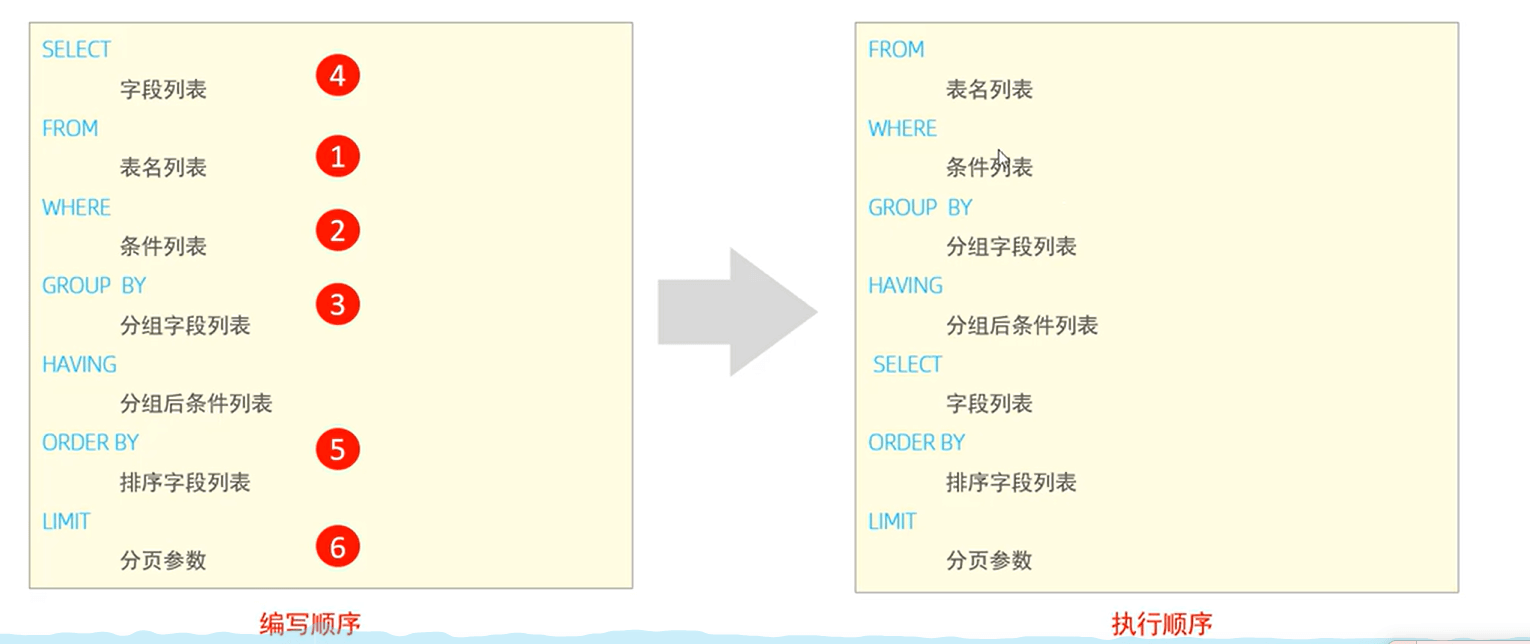 SELECT
字段列表
4
FROM
表名列表
1
WHERE
条件列表
2
GROUP BY
分组字段列表
3
HAVING
分组后条件列表
ORDER BY
排序字段列表
5
LIMIT
分页参数
6
编写顺序
FROM
表名列表
WHERE
条件列表
GROUP BY
分组字段列表
HAVING
分组后条件列表
SELECT
字段列表
ORDER BY
排序字段列表
LIMIT
分页参数
执行顺序